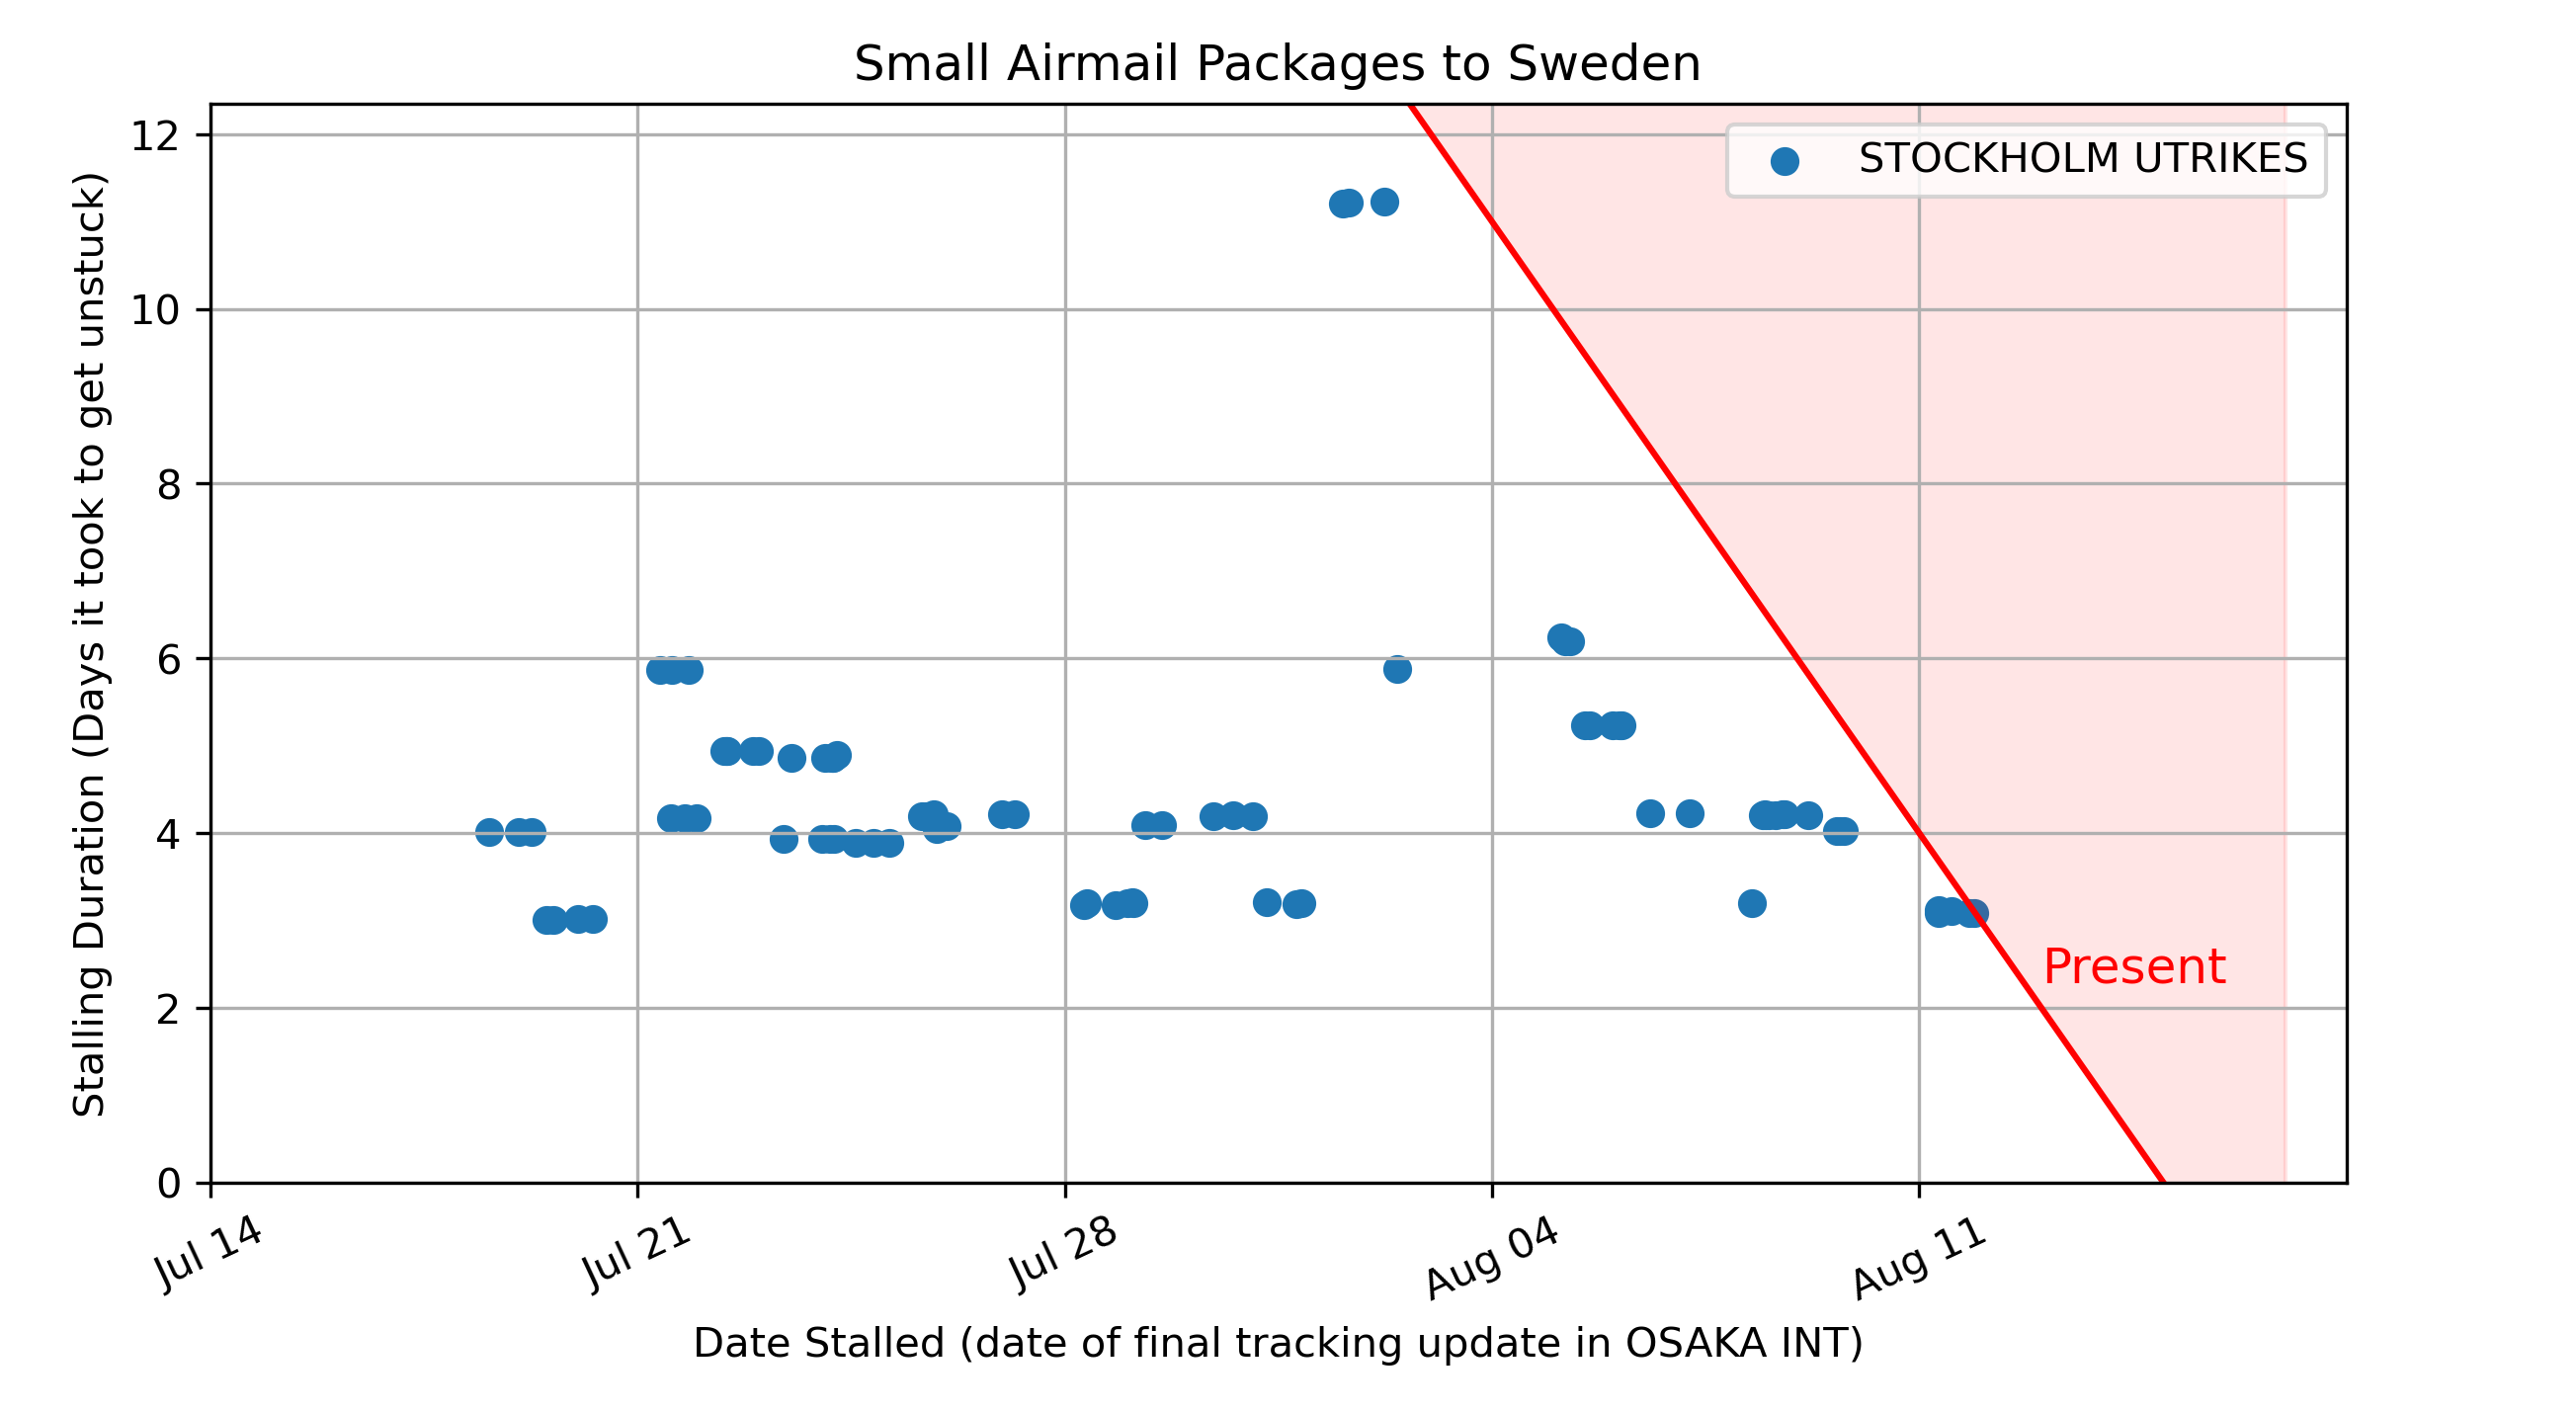 Small Airmail Packages to Sweden
STOCKHOLM UTRIKES
Stalling Duration (Days it took to get unstuck)
12
10
8
6
4
2
0
Present
Jul 14
Jul 21
Jul 28
Aug 04
Aug 11
Date Stalled (date of final tracking update in OSAKA INT)